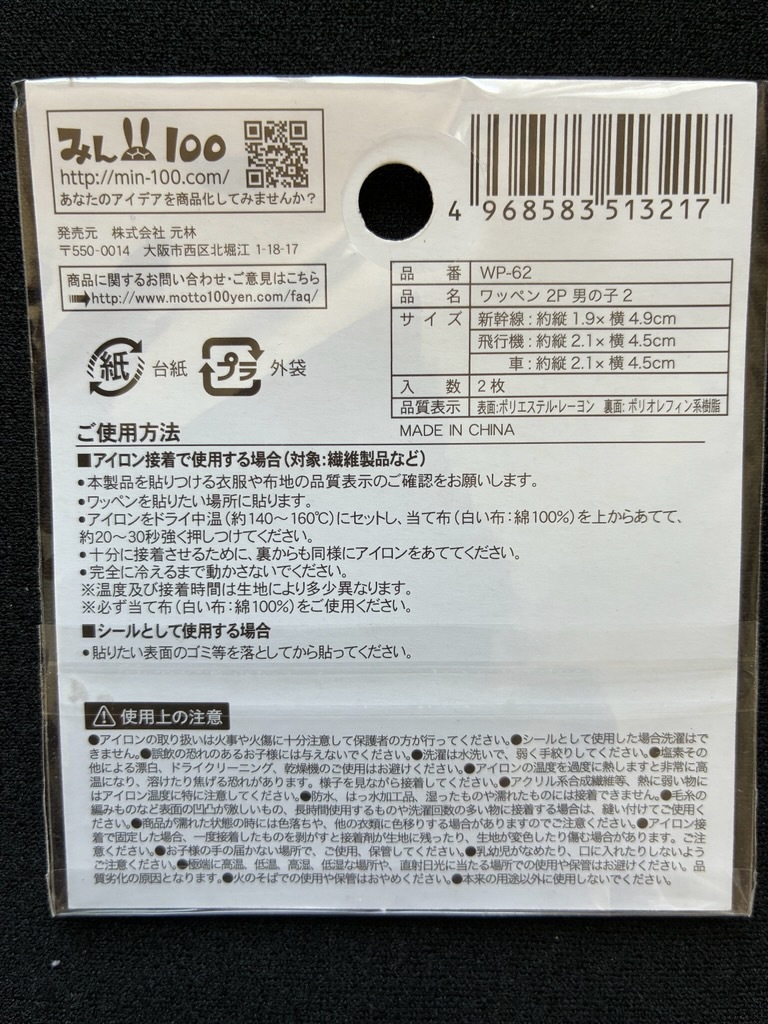 みん100
http://min-100.com/
あなたのアイデアを商品化してみませんか?
発売元 株式会社 元林
〒550-0014 大阪市西区北堀江 1-18-17
商品に関するお問い合わせ・ご意見はこちら
➡http://www.motto100yen.com/faq/
4 968583 513217
品番 WP-62
品名 ワッペン 2P 男の子 2
サイズ 新幹線:約縦 1.9× 横 4.9cm
飛行機:約縦 2.1× 横 4.5cm
車:約縦 2.1× 横 4.5cm
入数 2 枚
品質表示 表面:ポリエステル・レーヨン 裏面:ポリオレフィン系樹脂
MADE IN CHINA
紙 台紙 プラ 外袋
ご使用方法
■アイロン接着で使用する場合(対象:繊維製品など)
●本製品を貼りつける衣服や布地の品質表示のご確認をお願いします。
●ワッペンを貼りたい場所に貼ります。
●アイロンをドライ中温(約140〜160℃)にセットし、当て布(白い布:綿100%)を上からあてて、
約20〜30秒強く押しつけてください。
●十分に接着させるために、裏からも同様にアイロンをあててください。
●完全に冷えるまで動かさないでください。
※温度及び接着時間は生地により多少異なります。
※必ず当て布(白い布:綿100%)をご使用ください。
■シールとして使用する場合
●貼りたい表面のゴミ等を落としてから貼ってください。
⚠使用上の注意
●アイロンの取り扱いは火事や火傷に十分注意して保護者の方が行ってください。●シールとして使用した場合洗濯はで
きません。●誤飲の恐れのあるお子様には与えないでください。●洗濯は水洗いで、弱く手絞りしてください。●塩素その
他による漂白、ドライクリーニング、乾燥機のご使用はお避けください。●アイロンの温度を過度に熱しますと非常に高
温になり、溶けたり焦げる恐れがあります。様子を見ながら接着してください。●アクリル系合成繊維等、熱に弱い物に
はアイロン温度に特に注意してください。●防水、はっ水加工品、湿ったものや濡れたものには接着できません。●毛糸の
編みものなど表面の凹凸が激しいもの、長時間使用するものや洗濯回数の多い物に接着する場合は、縫い付けてご使用く
ださい。●商品が濡れた状態の時には色落ちや、他の衣類に色移りする場合がありますのでご注意ください。●アイロン接
着で固定した場合、一度接着したものを剥がすと接着剤が生地に残ったり、生地が変色したり傷む場合があります。ご注
意ください。●お子様の手の届かない場所で、ご使用、保管してください。●乳幼児がなめたり、口に入れたりしないよう
ご注意ください。●極端に高温、低温、高湿、低湿な場所や、直射日光に当たる場所での使用や保管はお避けください。品
質劣化の原因となります。●火のそばでの使用や保管はおやめください。●本来の用途以外に使用しないでください。